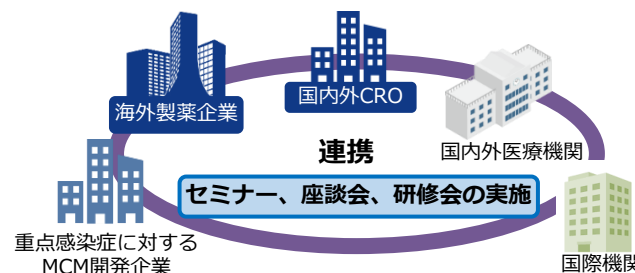 海外製薬企業
国内外CRO
連携
国内外医療機関
セミナー、座談会、研修会の実施
重点感染症に対する
MCM開発企業
国際機関